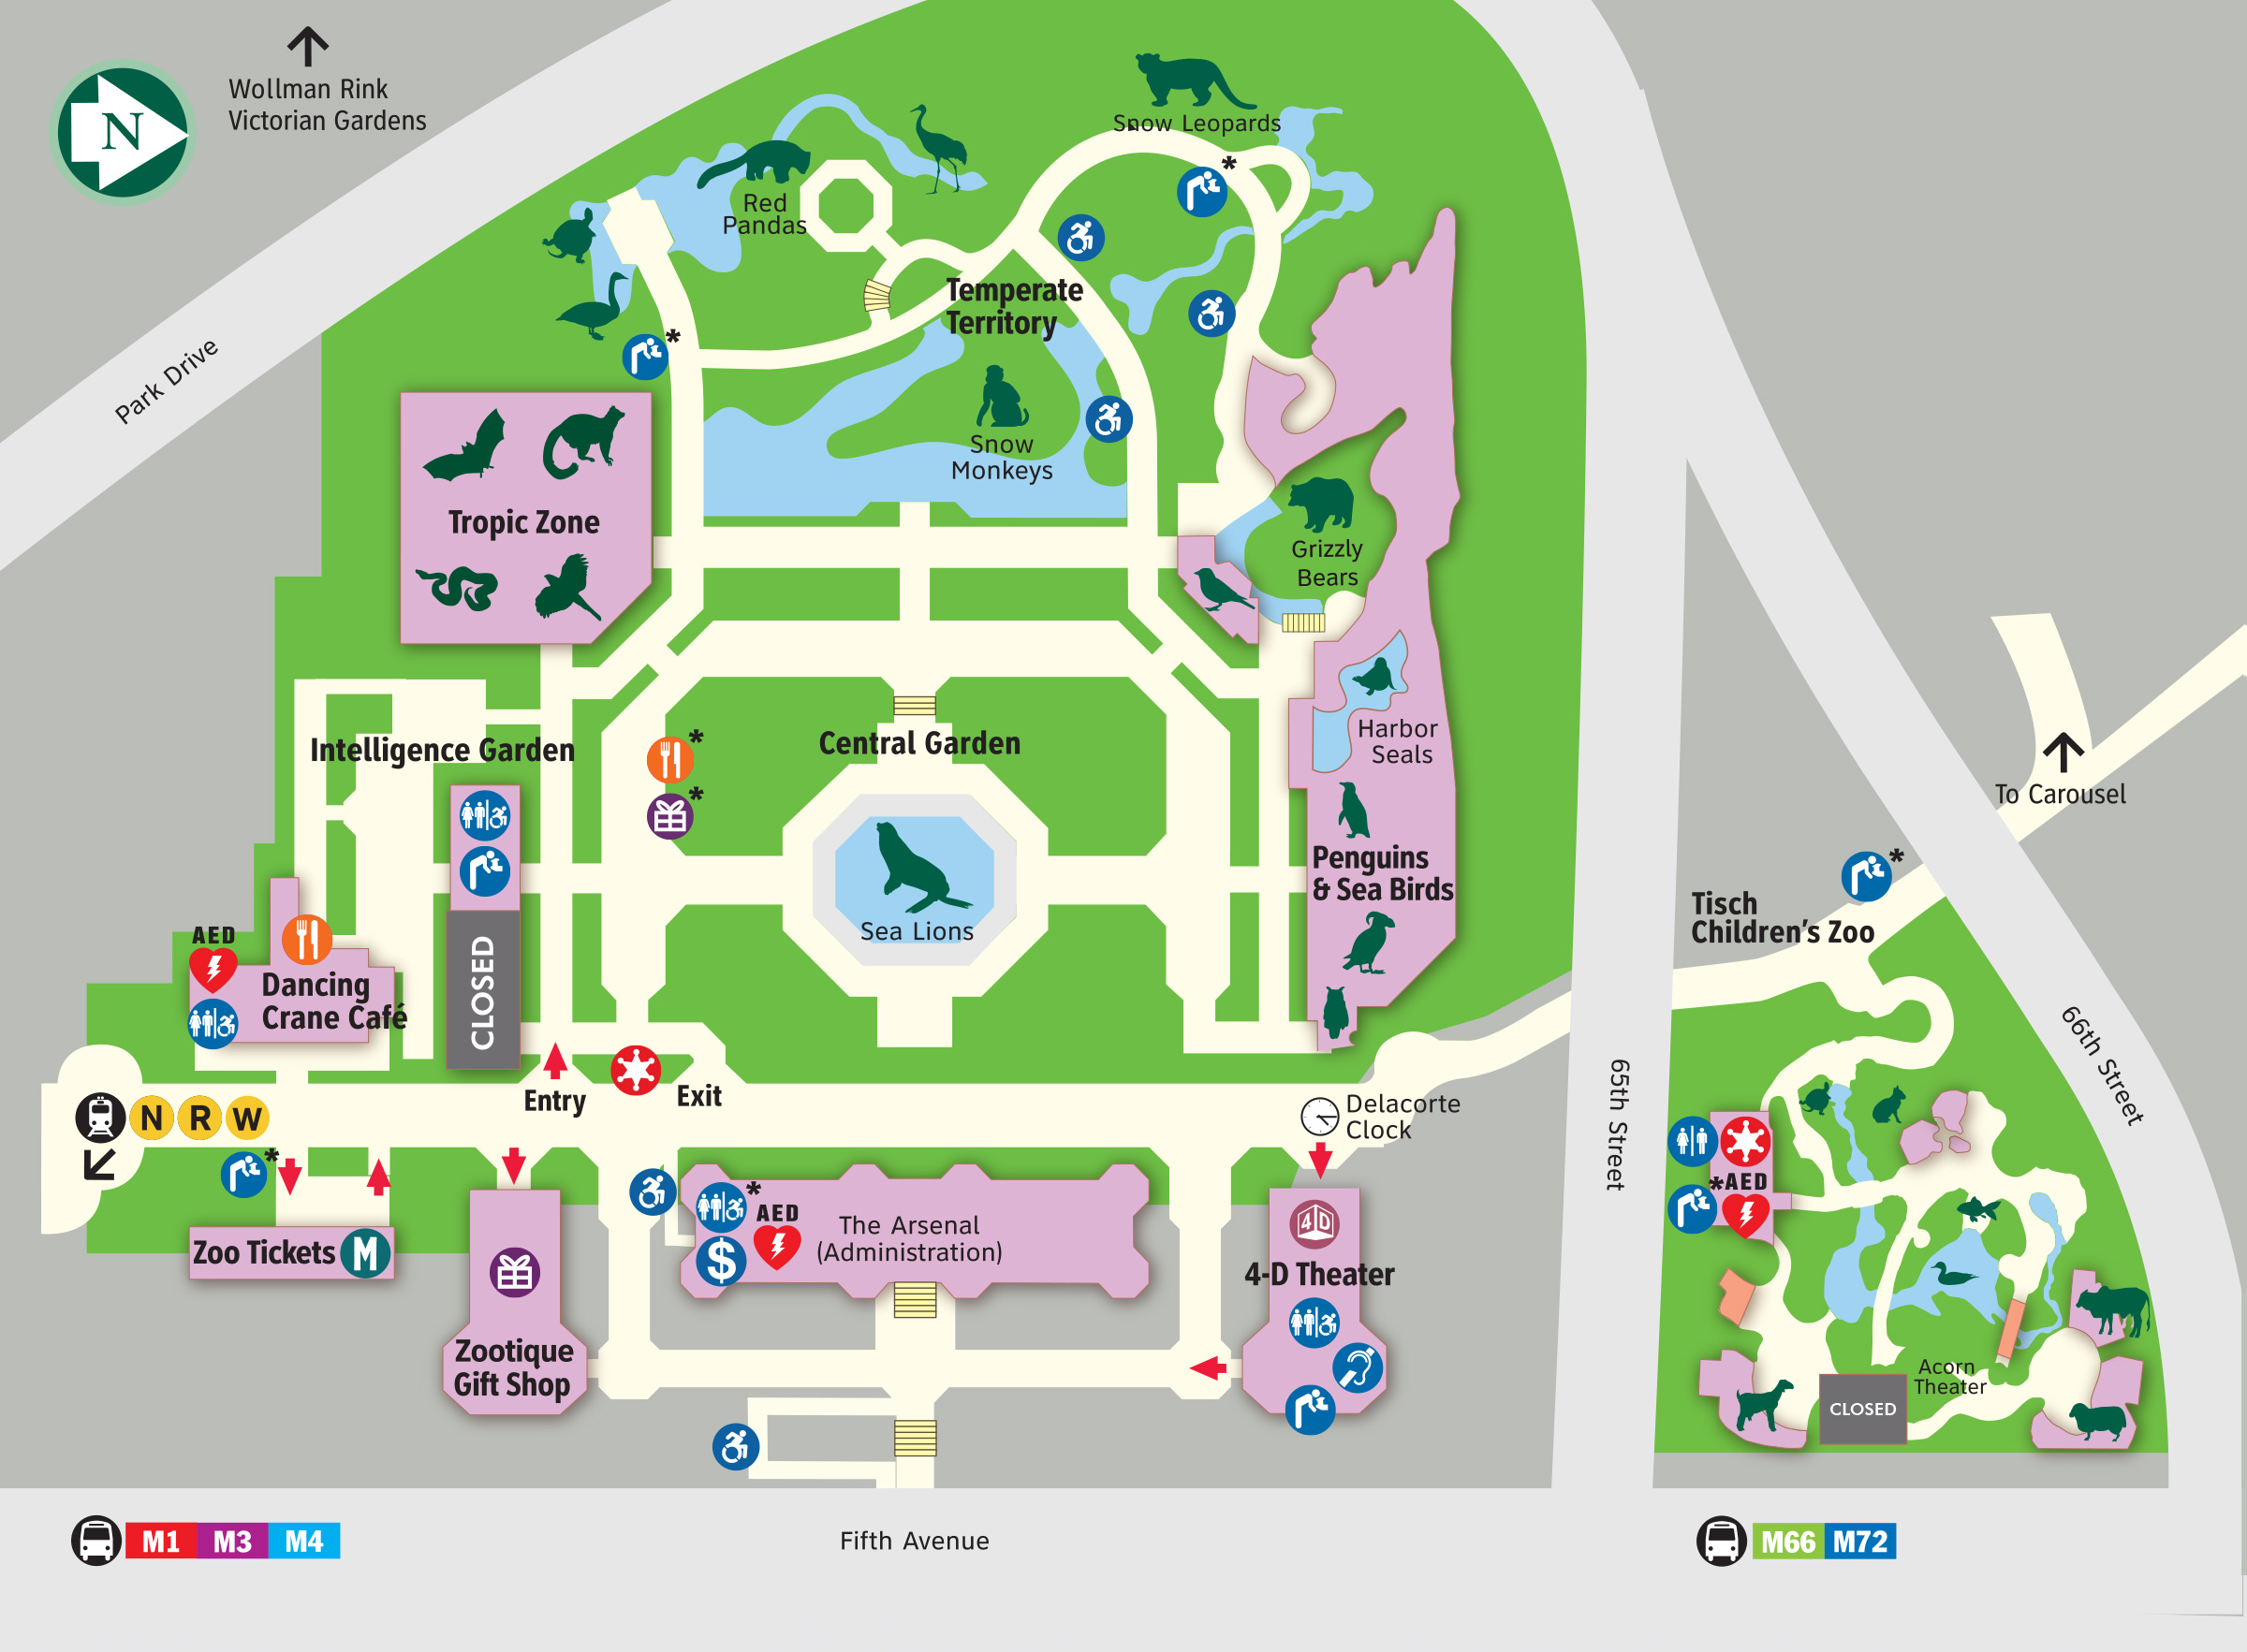 N
Wollman Rink
Victorian Gardens
Park Drive
Snow Leopards
*
Red
Pandas
Temperate
Territory
*
Snow
Monkeys
Tropic Zone
Grizzly
Bears
Intelligence Garden
*
*
Central Garden
Harbor
Seals
To Carousel
Penguins
& Sea Birds
Sea Lions
*
Tisch
Children's Zoo
AED
Dancing
Crane Café
CLOSED
66th Street
65th Street
Entry
Exit
N R W
Delacorte
Clock
*
*
AED
$
The Arsenal
(Administration)
*AED
Zoo Tickets M
4D
4-D Theater
Zootique
Gift Shop
Acorn
Theater
CLOSED
M1 M3 M4
Fifth Avenue
M66 M72